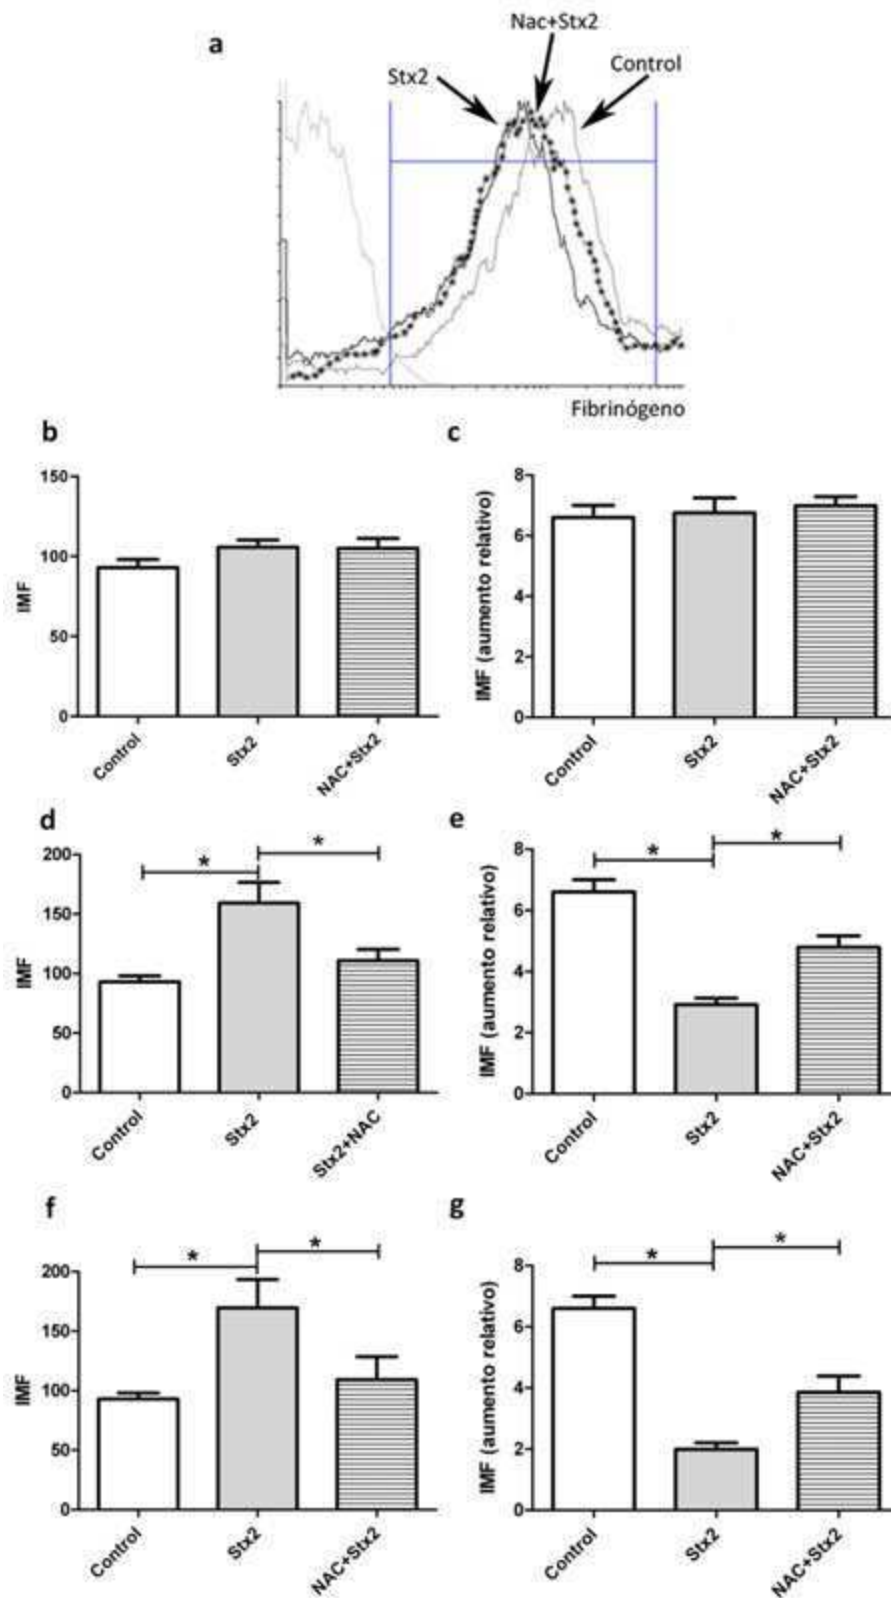 a
Nac+Stx2
Stx2
Control
Fibrinógeno
b
IMF
150
100
50
0
Control
Stx2
NAC+Stx2
c
IMF (aumento relativo)
8
6
4
2
0
Control
Stx2
NAC+Stx2
d
IMF
200
150
100
50
0
*
*
Control
Stx2
Stx2+NAC
e
IMF (aumento relativo)
8
6
4
2
0
*
*
Control
Stx2
NAC+Stx2
f
IMF
200
150
100
50
0
*
*
Control
Stx2
NAC+Stx2
g
IMF (aumento relativo)
8
6
4
2
0
*
*
Control
Stx2
NAC+Stx2